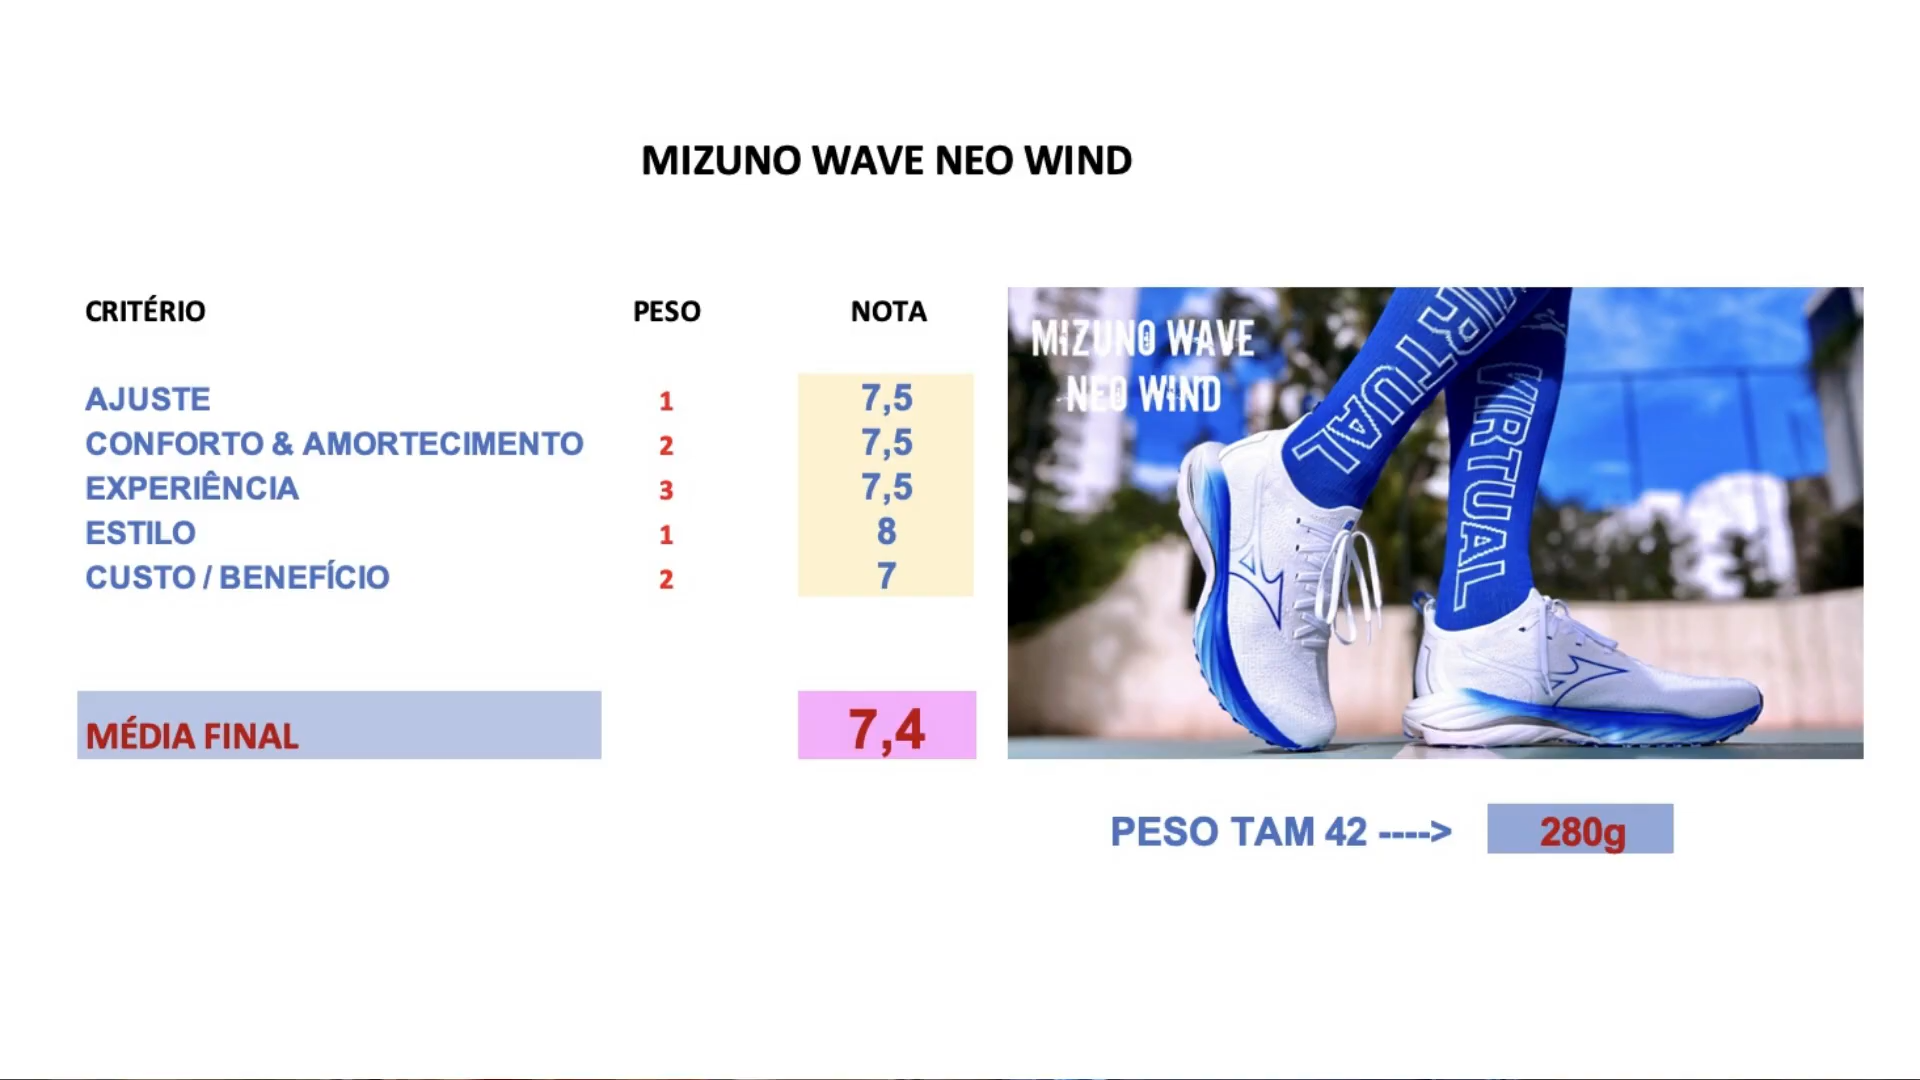 MIZUNO WAVE NEO WIND
CRITÉRIO PESO NOTA
AJUSTE 1 7,5
CONFORTO & AMORTECIMENTO 2 7,5
EXPERIÊNCIA 3 7,5
ESTILO 1 8
CUSTO / BENEFÍCIO 2 7
MÉDIA FINAL 7,4
MIZUNO WAVE
NEO WIND
VIRTUAL
VIRTUAL
PESO TAM 42 ----> 280g